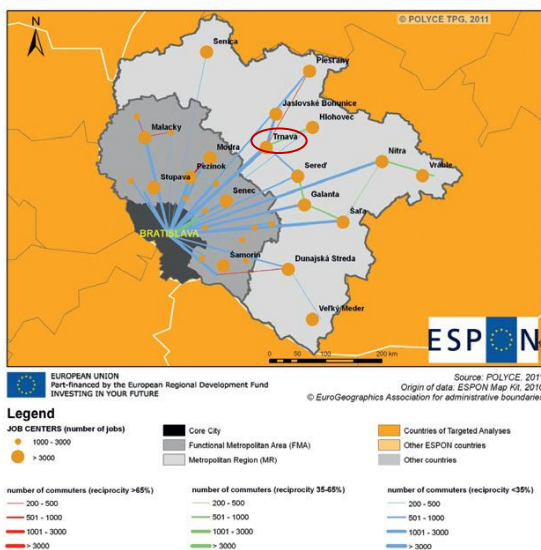 N
© POLYCE TPG, 2011
Senica
Piešťany
Jaslovské Bohunice
Hlohovec
Malacky
Trnava
Modra
Nitra
Pezinok
Sereď
Vráble
Stupava
Senec
Galanta
Šaľa
BRATISLAVA
Šamorín
Dunajská Streda
Veľký Meder
ESPON
0 50 100 200 km
EUROPEAN UNION
Part-financed by the European Regional Development Fund
INVESTING IN YOUR FUTURE
Source: POLYCE, 2011
Origin of data: ESPON Map Kit, 2010
© EuroGeographics Association for administrative boundaries
Legend
JOB CENTERS (number of jobs)
1000 - 3000
> 3000
Core City
Functional Metropolitan Area (FMA)
Metropolitan Region (MR)
Countries of Targeted Analyses
Other ESPON countries
Other countries
number of commuters (reciprocity >65%)
200 - 500
501 - 1000
1001 - 3000
> 3000
number of commuters (reciprocity 35-65%)
200 - 500
501 - 1000
1001 - 3000
> 3000
number of commuters (reciprocity <35%)
200 - 500
501 - 1000
1001 - 3000
> 3000